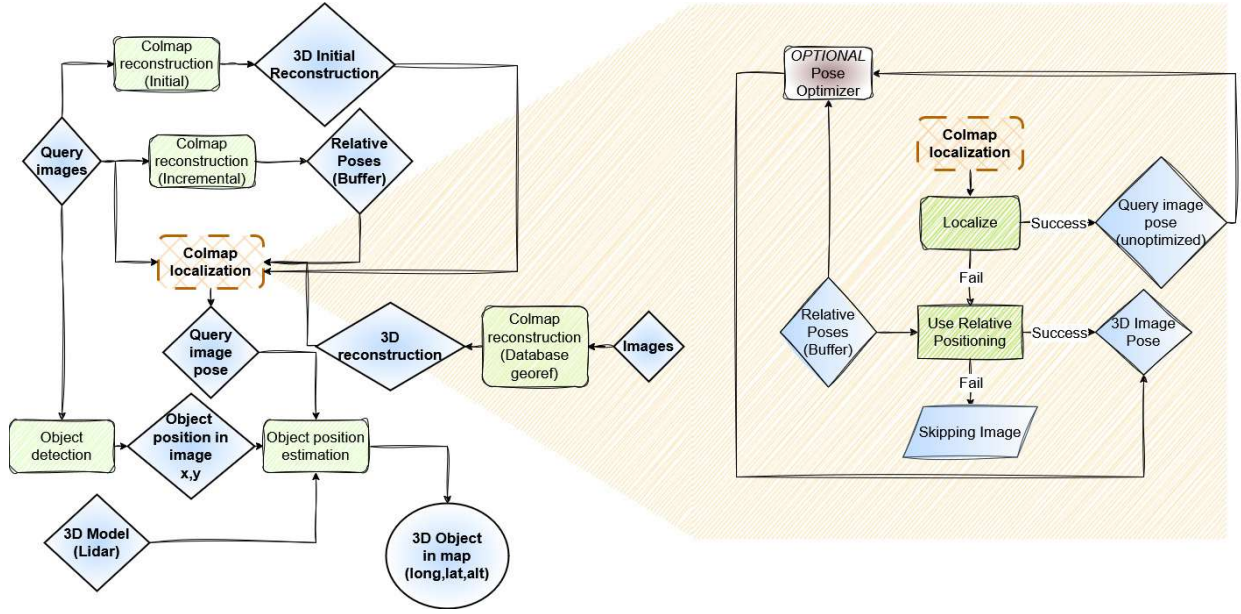 Colmap
reconstruction
(Initial)
3D Initial
Reconstruction
Query
images
Colmap
reconstruction
(Incremental)
Relative
Poses
(Buffer)
Colmap
localization
Query
image
pose
3D
reconstruction
Colmap
reconstruction
(Database
georef)
Images
Object
detection
Object
position in
image
x,y
Object position
estimation
3D Model
(Lidar)
3D Object
in map
(long,lat,alt)
OPTIONAL
Pose
Optimizer
Colmap
localization
Localize
Success
Query image
pose
(unoptimized)
Fail
Relative
Poses
(Buffer)
Use Relative
Positioning
Success
3D Image
Pose
Fail
Skipping Image